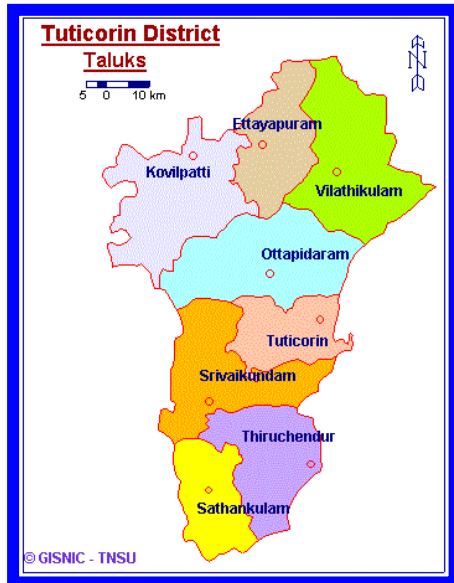 Tuticorin District
Taluks
5 0 10 km
N
Ettayapuram
Kovilpatti
Vilathikulam
Ottapidaram
Tuticorin
Srivaikundam
Thiruchendur
Sathankulam
© GISNIC - TNSU